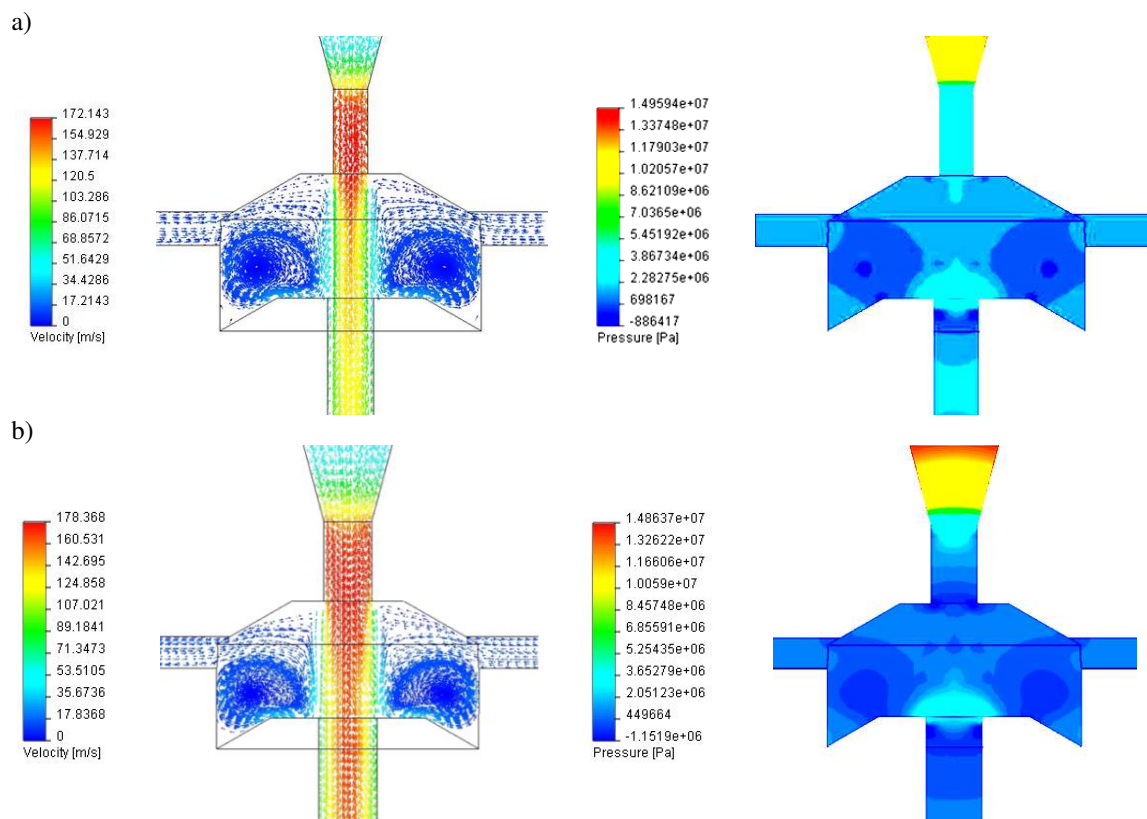 a)
172.143
154.929
137.714
120.5
103.286
86.0715
68.8572
51.6429
34.4286
17.2143
0
Velocity [m/s]
1.49594e+07
1.33748e+07
1.17903e+07
1.02057e+07
8.62109e+06
7.0365e+06
5.45192e+06
3.86734e+06
2.28275e+06
698167
-886417
Pressure [Pa]
b)
178.368
160.531
142.695
124.858
107.021
89.1841
71.3473
53.5105
35.6736
17.8368
0
Velocity [m/s]
1.48637e+07
1.32622e+07
1.16606e+07
1.0059e+07
8.45748e+06
6.85591e+06
5.25435e+06
3.65279e+06
2.05123e+06
449664
-1.1519e+06
Pressure [Pa]